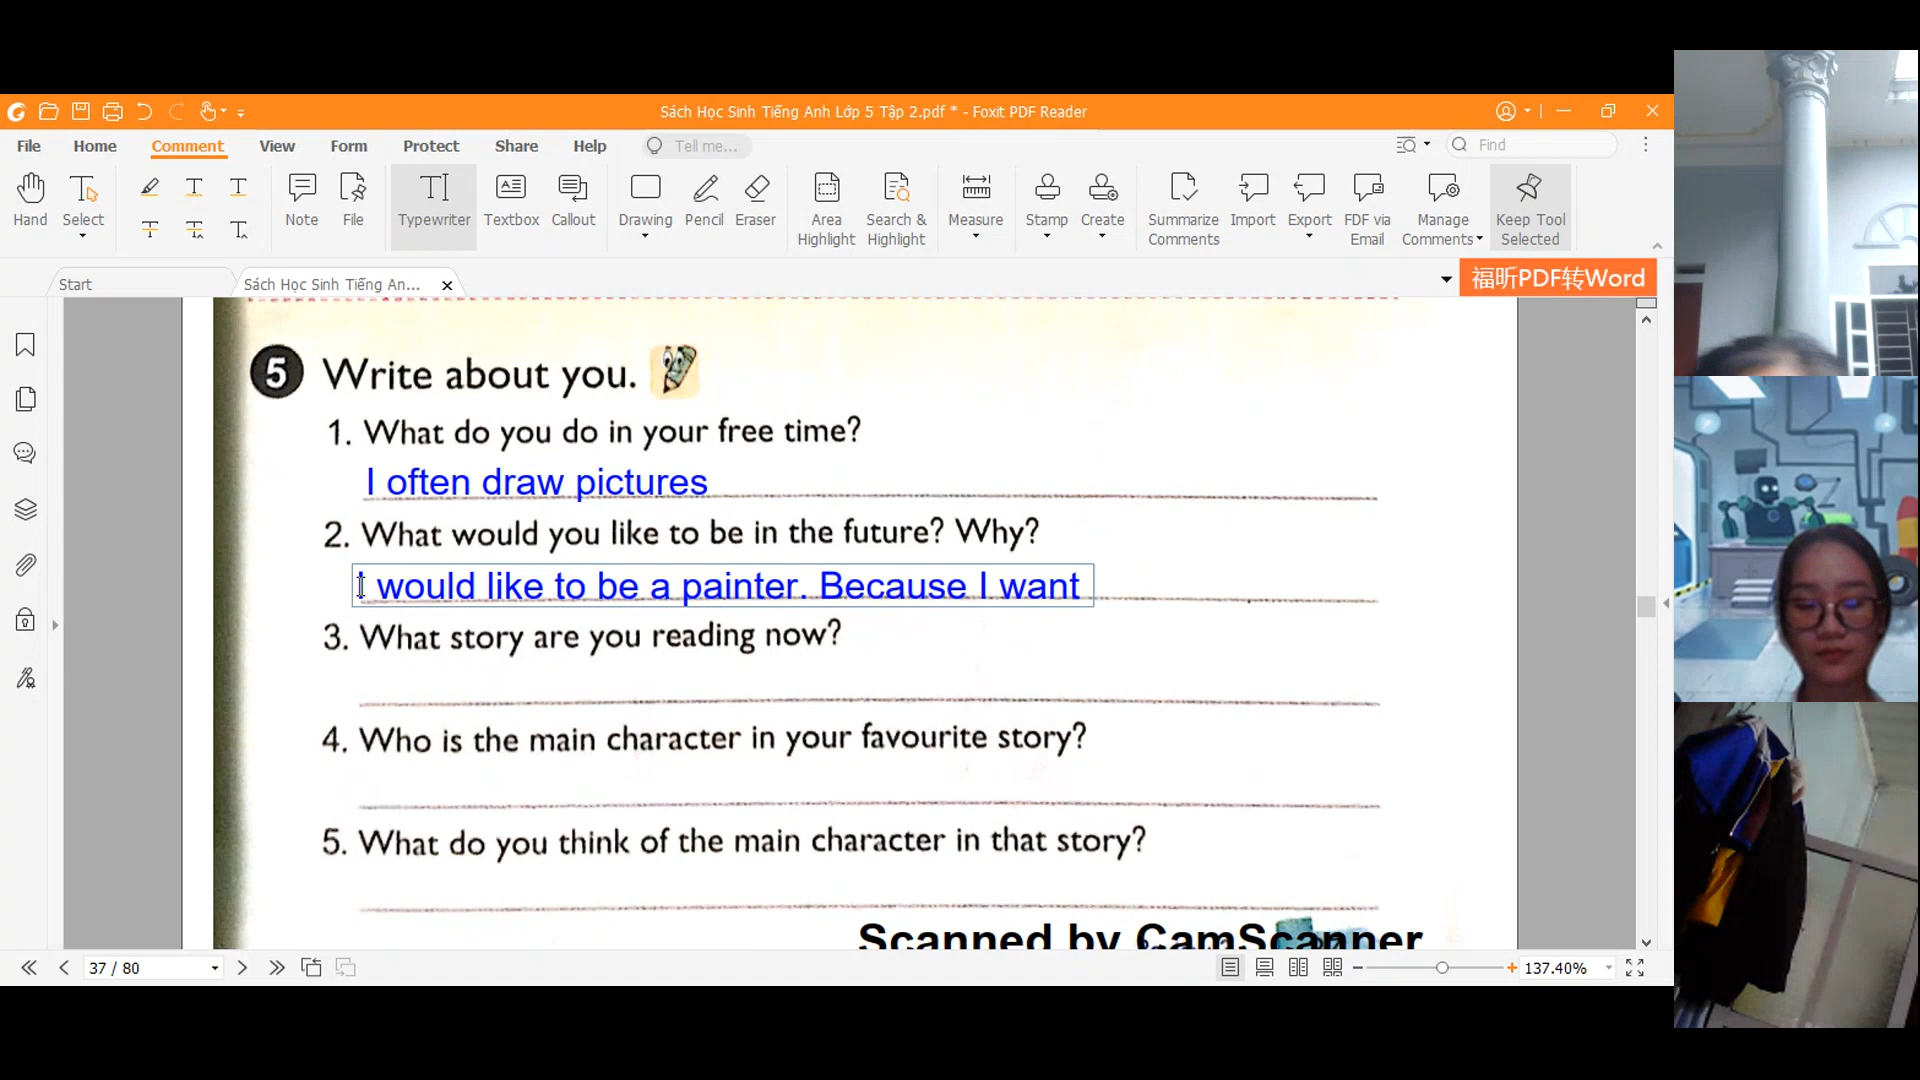 Sách Học Sinh Tiếng Anh Lớp 5 Tập 2.pdf * - Foxit PDF Reader
File Home Comment View Form Protect Share Help Tell me... Find
Hand Select Note File Typewriter Textbox Callout Drawing Pencil Eraser Area Highlight Search & Highlight Measure Stamp Create Summarize Comments Import Export FDF via Email Manage Comments Keep Tool Selected
Start Sách Học Sinh Tiếng An... 福昕PDF转Word
5 Write about you.
1. What do you do in your free time?
I often draw pictures
2. What would you like to be in the future? Why?
I would like to be a painter. Because I want
3. What story are you reading now?
4. Who is the main character in your favourite story?
5. What do you think of the main character in that story?
Scanned by CamScanner
37 / 80 137.40%